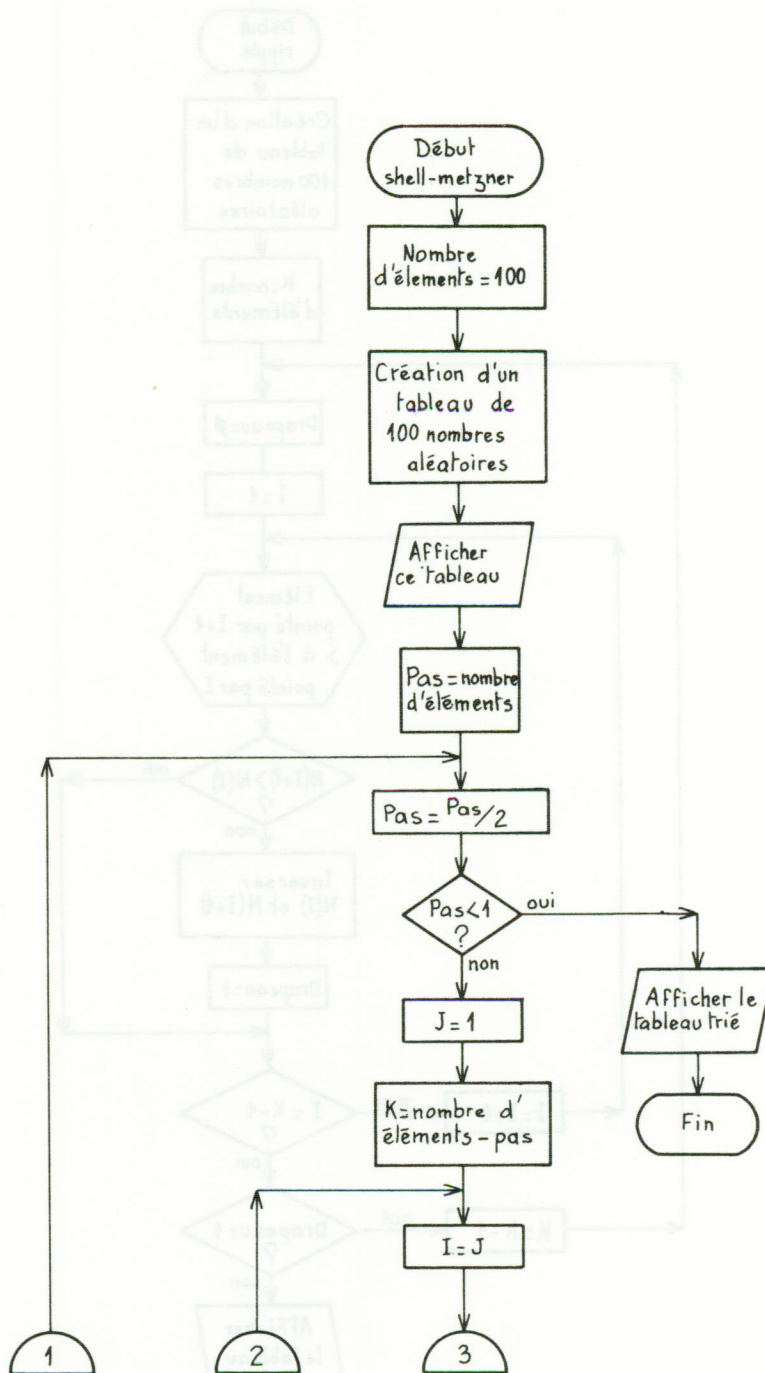 Début
shell-metzner
Nombre
d'élements = 100
Création d'un
tableau de
100 nombres
aléatoires
Afficher
ce tableau
Pas = nombre
d'éléments
Pas = Pas/2
Pas < 1
?
oui
non
J = 1
Afficher le
tableau trié
K = nombre d'
éléments - pas
Fin
I = J
1
2
3